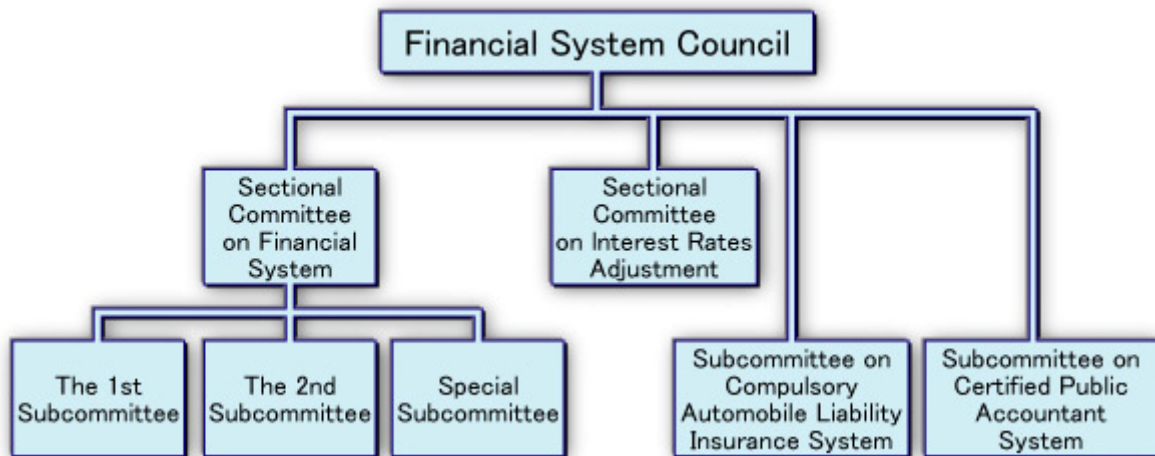 Financial System Council
Sectional
Committee
on Financial
System
Sectional
Committee
on Interest Rates
Adjustment
The 1st
Subcommittee
The 2nd
Subcommittee
Special
Subcommittee
Subcommittee on
Compulsory
Automobile Liability
Insurance System
Subcommittee on
Certified Public
Accountant
System